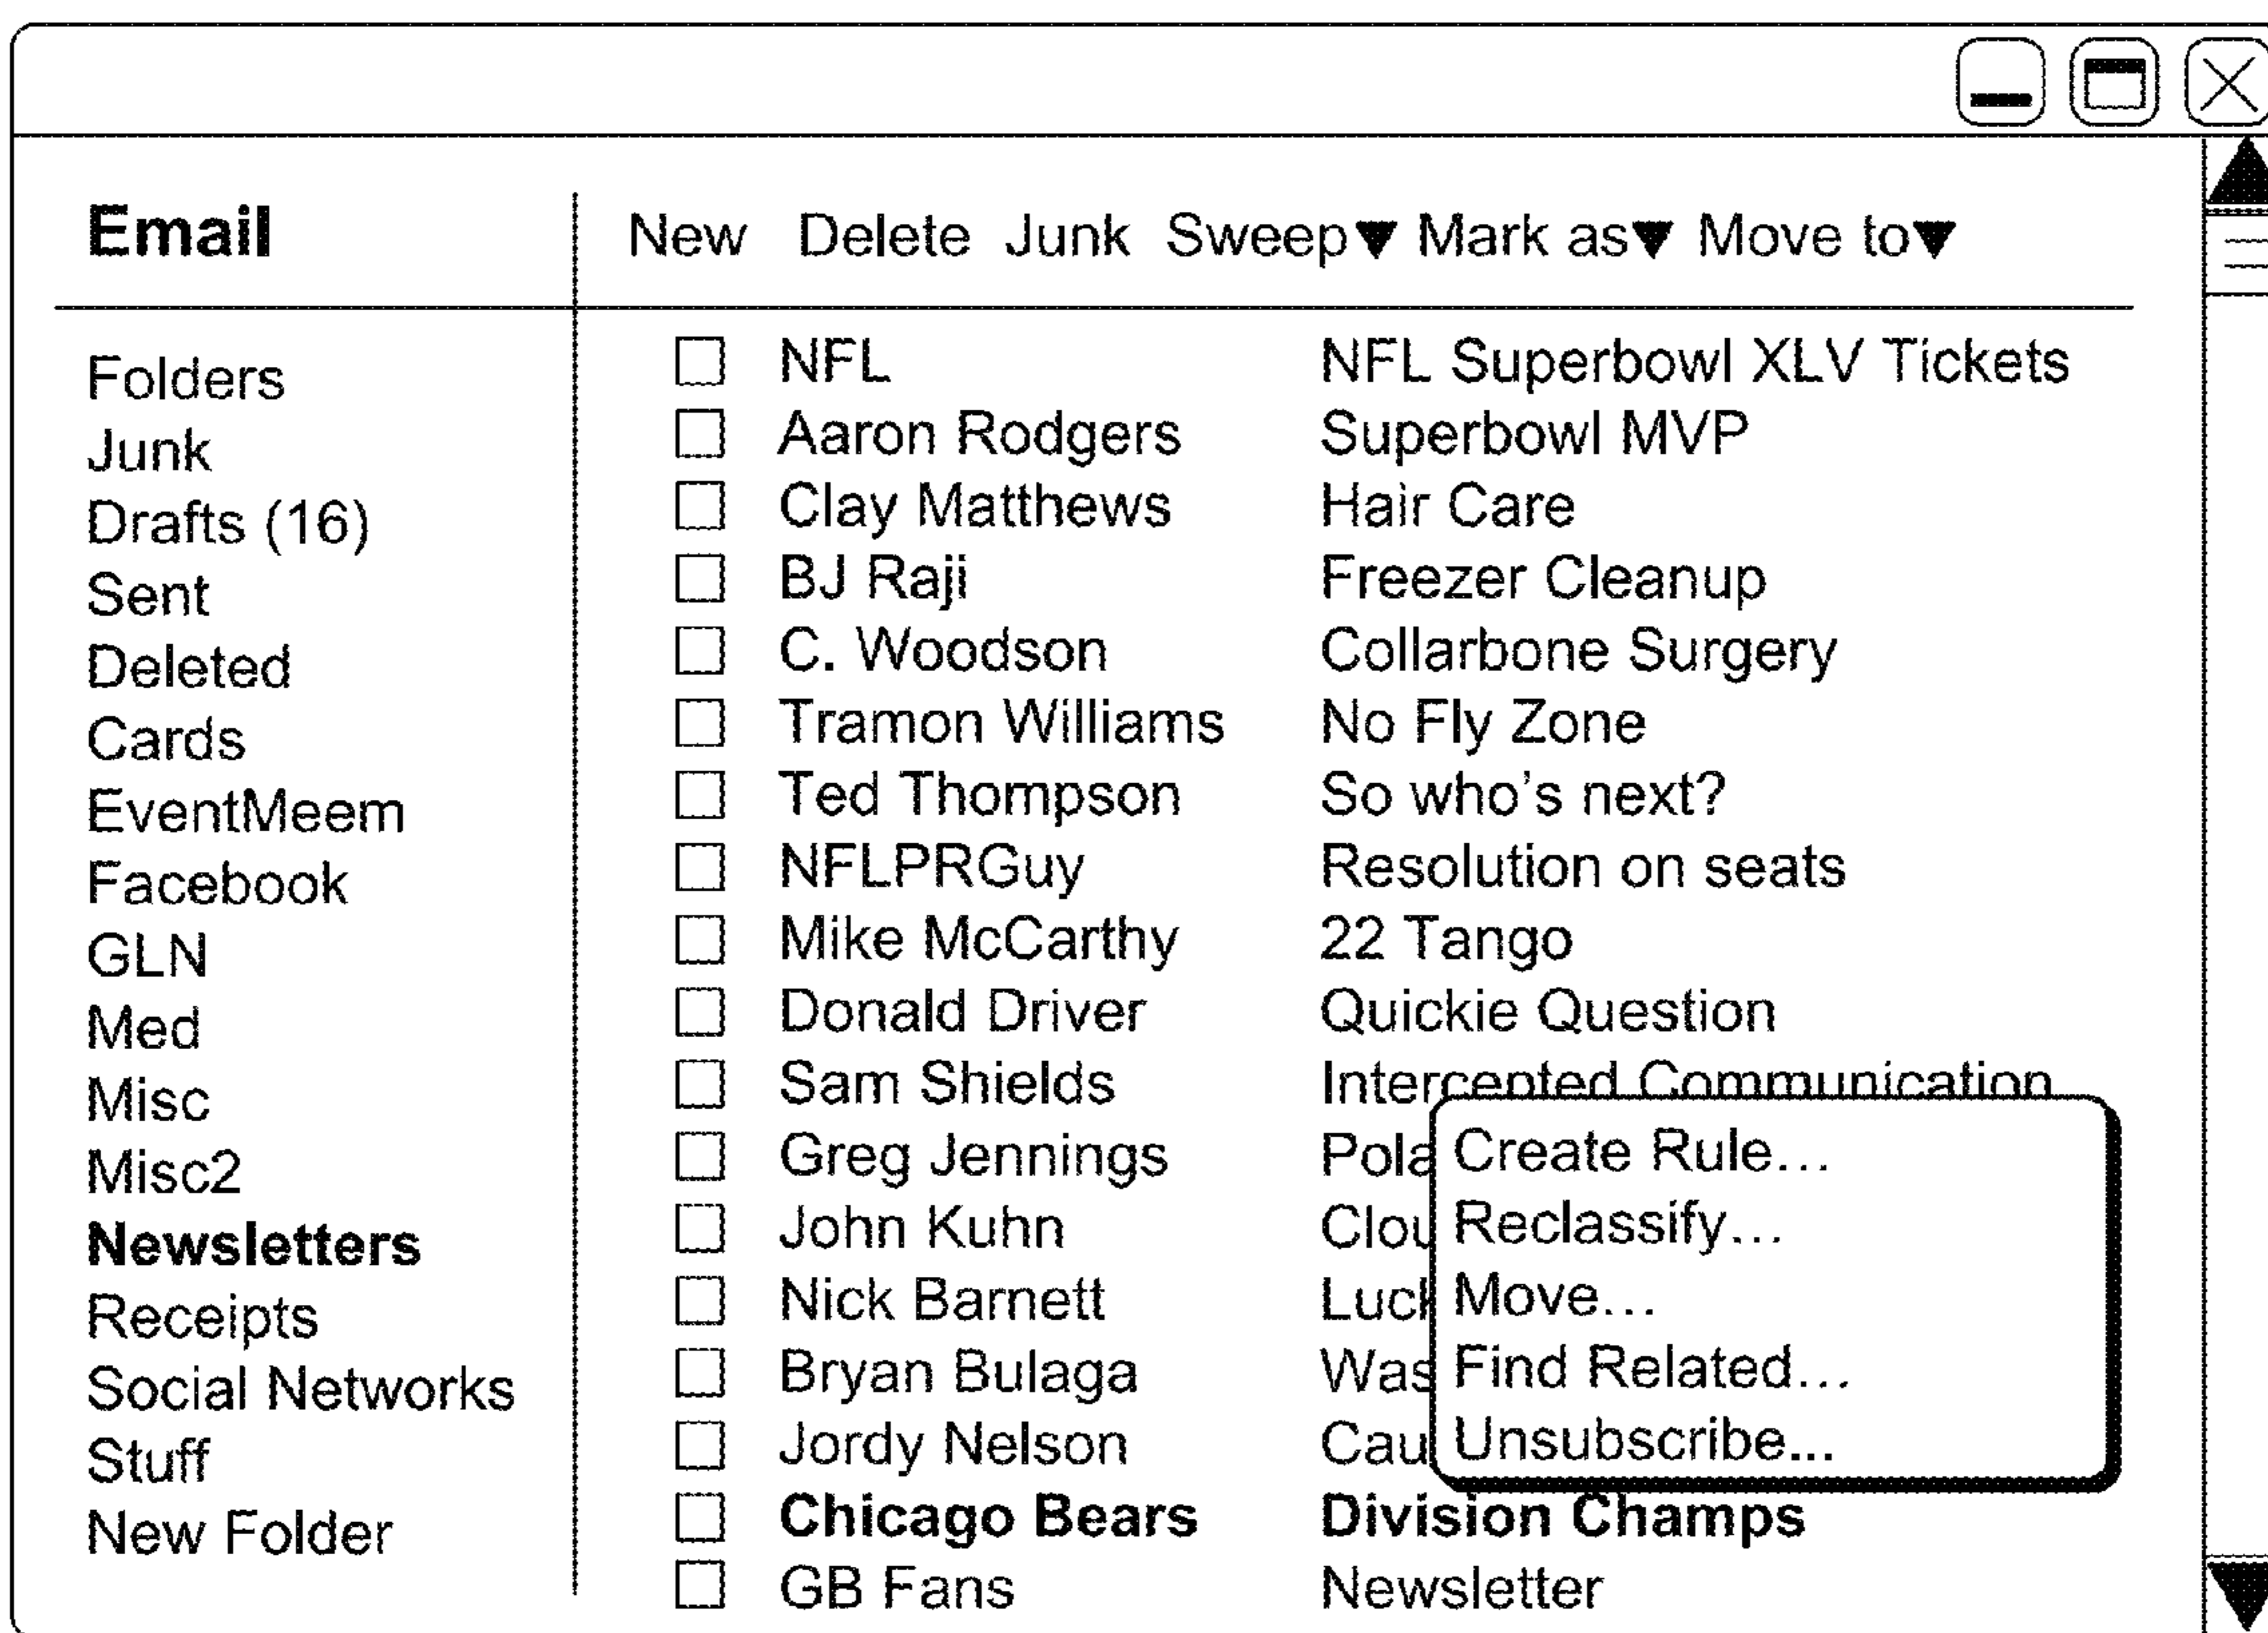 Email
New Delete Junk Sweep▼ Mark as▼ Move to▼
Folders
Junk
Drafts (16)
Sent
Deleted
Cards
EventMeem
Facebook
GLN
Med
Misc
Misc2
Newsletters
Receipts
Social Networks
Stuff
New Folder
NFL NFL Superbowl XLV Tickets
Aaron Rodgers Superbowl MVP
Clay Matthews Hair Care
BJ Raji Freezer Cleanup
C. Woodson Collarbone Surgery
Tramon Williams No Fly Zone
Ted Thompson So who's next?
NFLPRGuy Resolution on seats
Mike McCarthy 22 Tango
Donald Driver Quickie Question
Sam Shields Intercepted Communication
Greg Jennings
John Kuhn
Nick Barnett
Bryan Bulaga
Jordy Nelson
Chicago Bears Division Champs
GB Fans Newsletter
Create Rule...
Reclassify...
Move...
Find Related...
Unsubscribe...